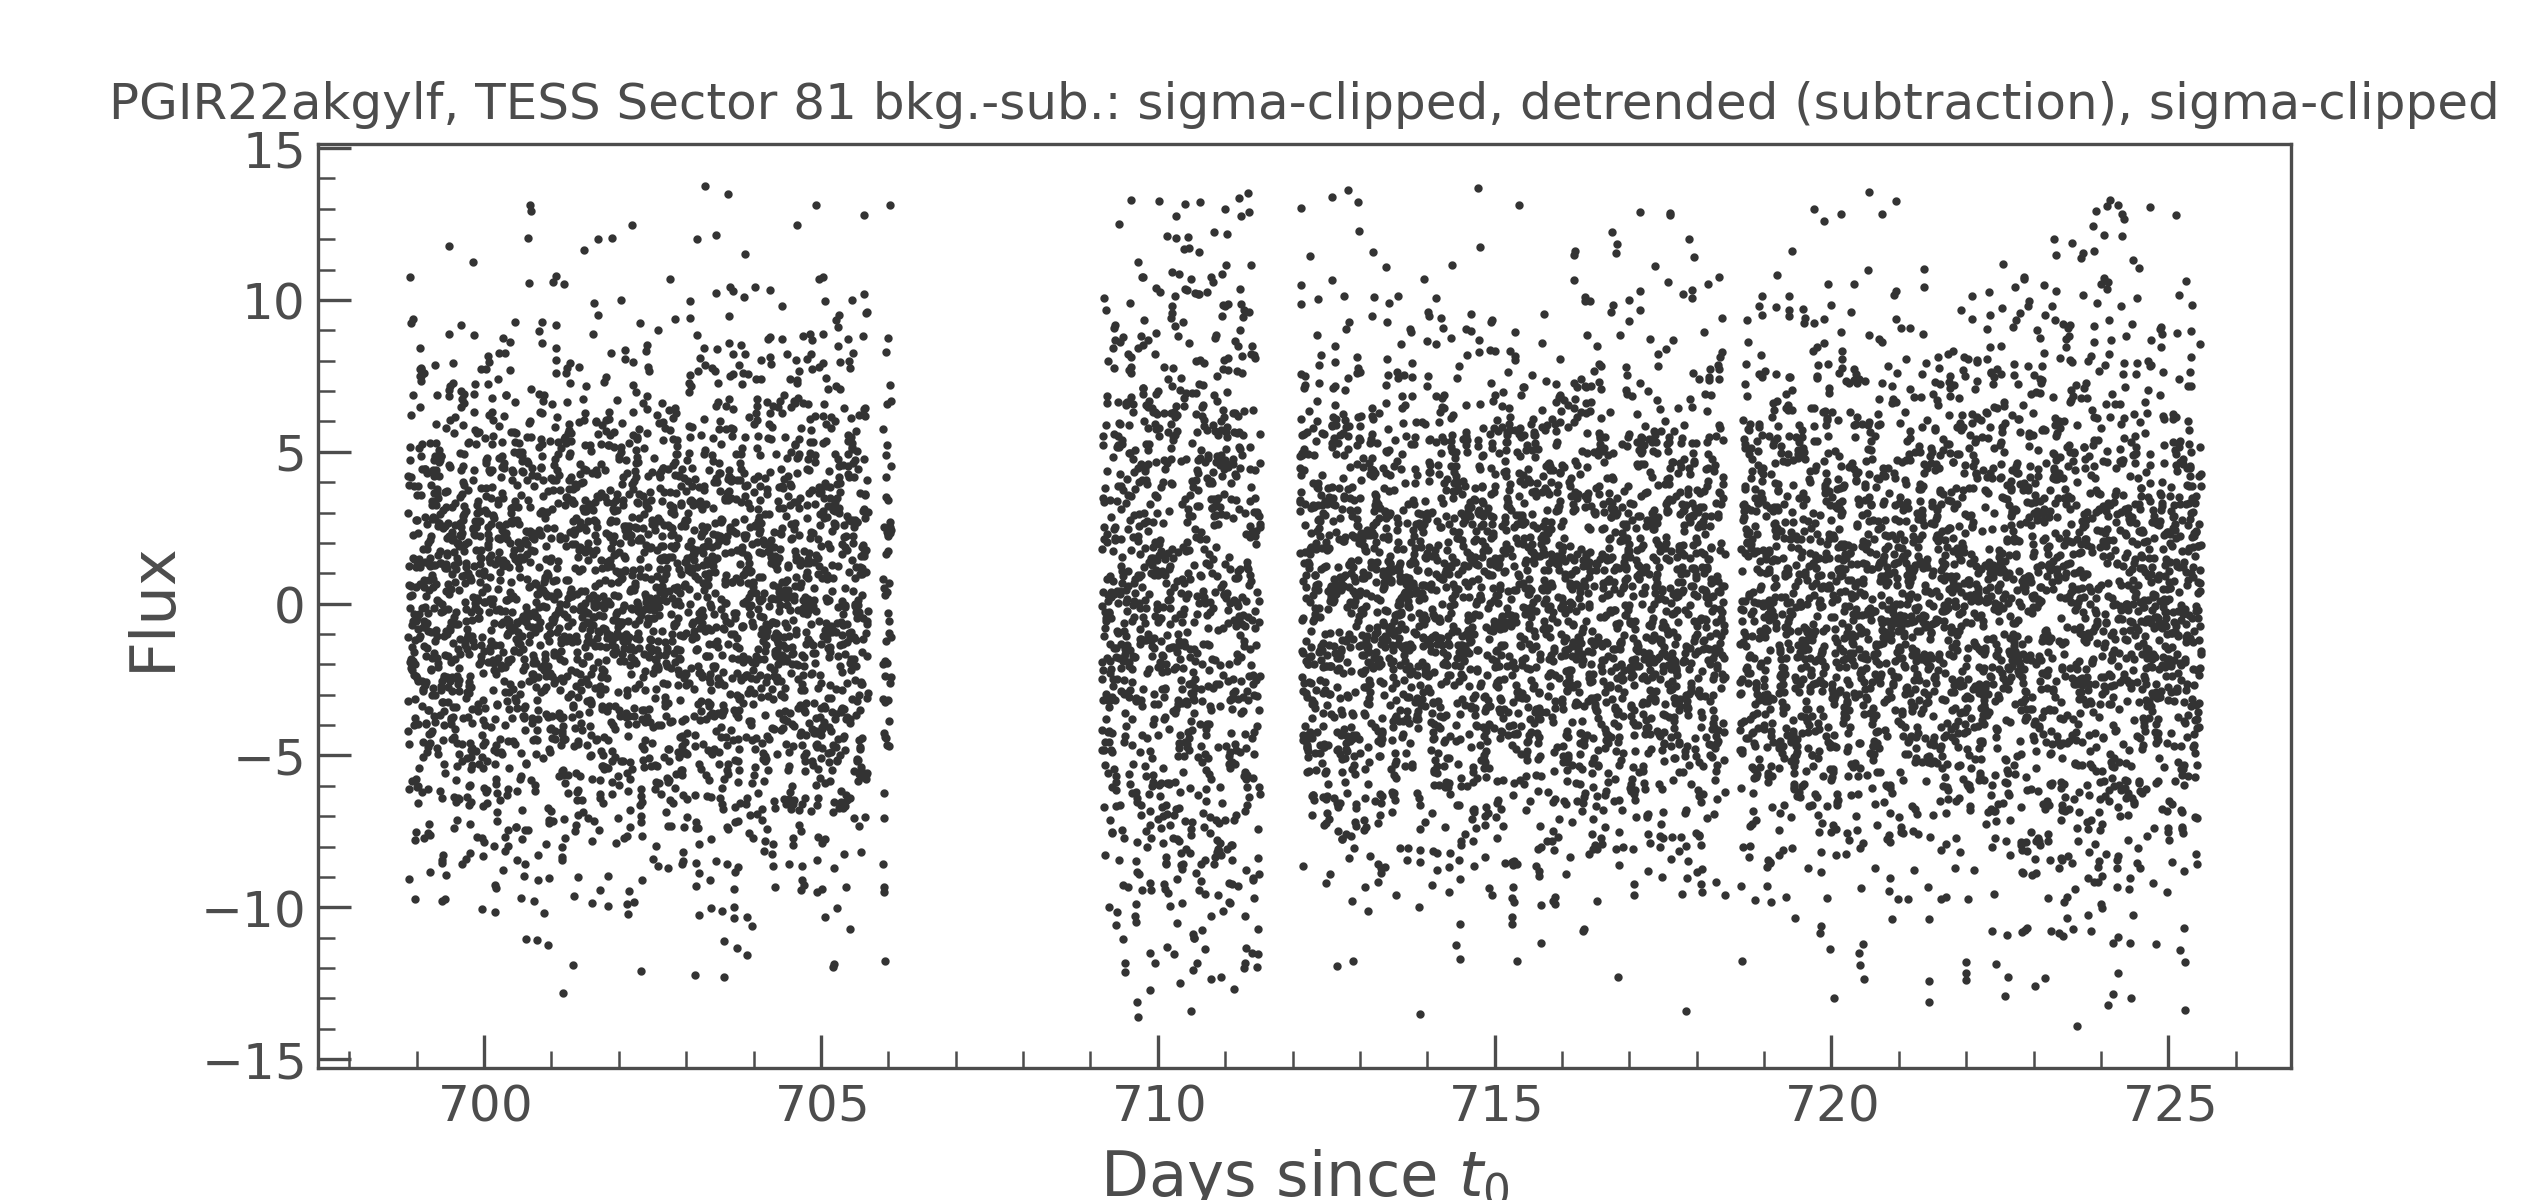 PGIR22akgylf, TESS Sector 81 bkg.-sub.: sigma-clipped, detrended (subtraction), sigma-clipped
15
10
5
0
−5
−10
−15
Flux
700 705 710 715 720 725
Days since t₀